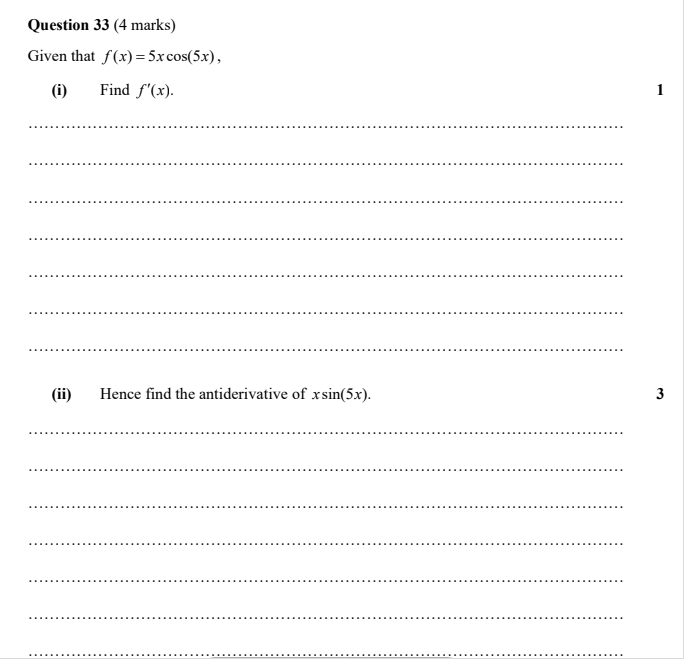 Question 33 (4 marks)
Given that f(x) = 5x cos(5x),
(i) Find f′(x). 1
(ii) Hence find the antiderivative of x sin(5x). 3